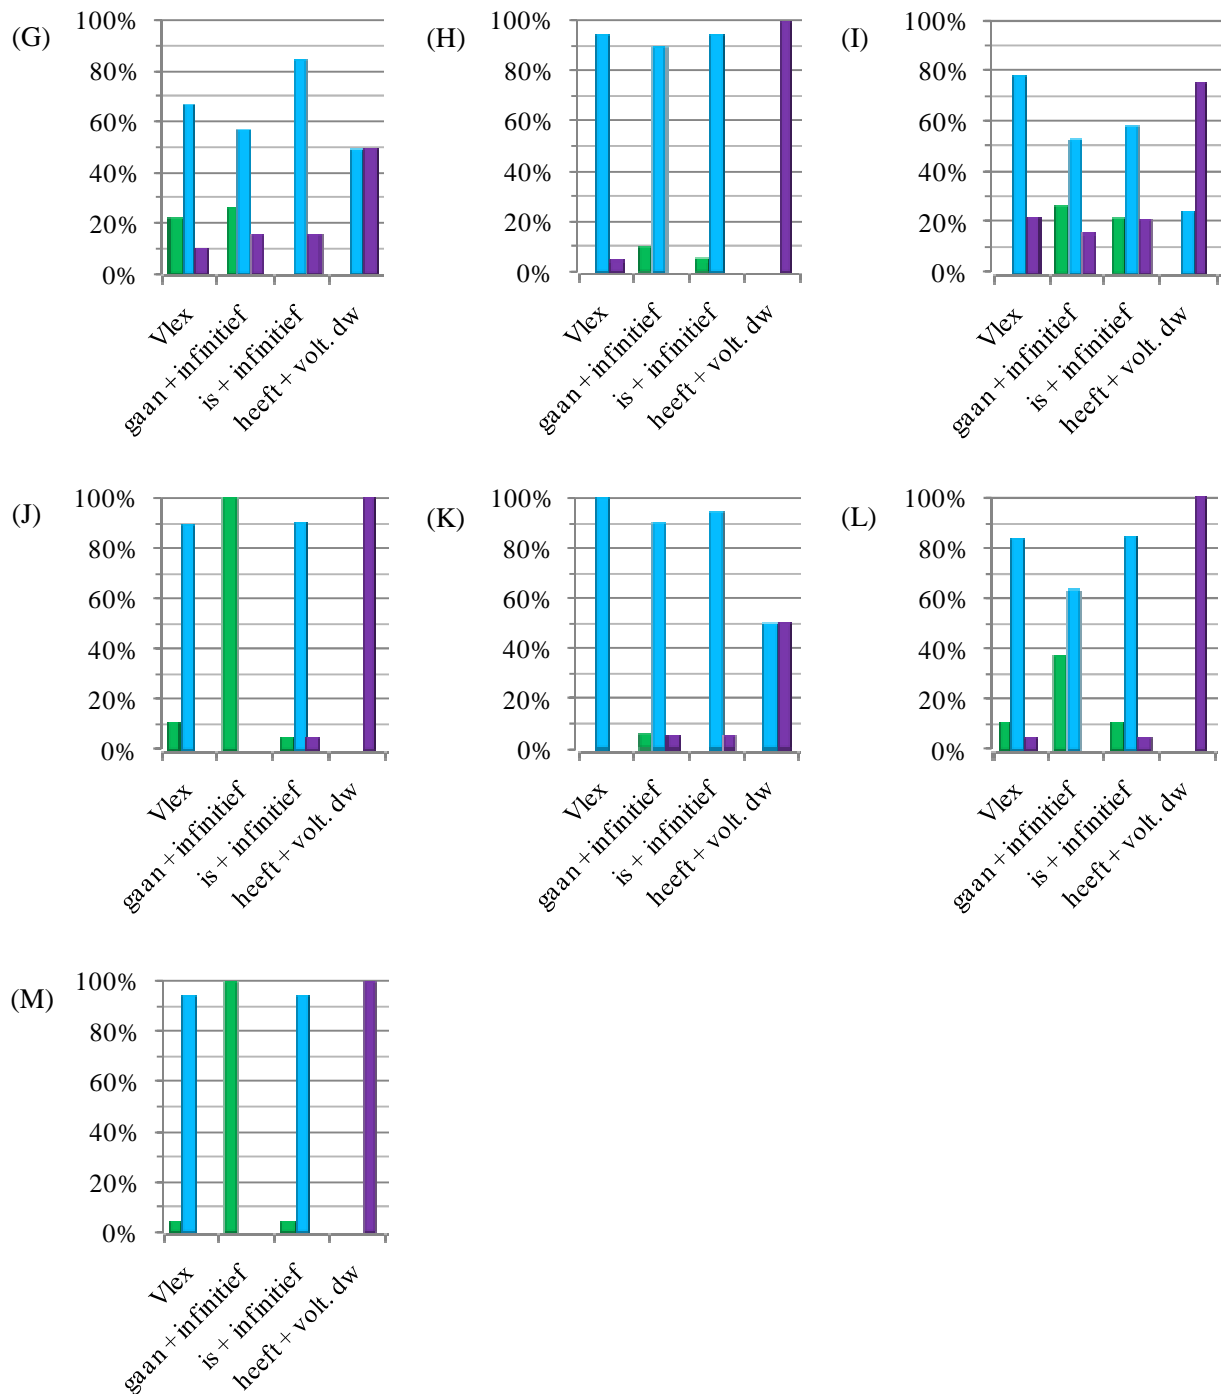 (G)
100%
80%
60%
40%
20%
0%
Vlex
gaan + infinitief
is + infinitief
heeft + volt. dw
(H)
100%
80%
60%
40%
20%
0%
Vlex
gaan + infinitief
is + infinitief
heeft + volt. dw
(I)
100%
80%
60%
40%
20%
0%
Vlex
gaan + infinitief
is + infinitief
heeft + volt. dw
(J)
100%
80%
60%
40%
20%
0%
Vlex
gaan + infinitief
is + infinitief
heeft + volt. dw
(K)
100%
80%
60%
40%
20%
0%
Vlex
gaan + infinitief
is + infinitief
heeft + volt. dw
(L)
100%
80%
60%
40%
20%
0%
Vlex
gaan + infinitief
is + infinitief
heeft + volt. dw
(M)
100%
80%
60%
40%
20%
0%
Vlex
gaan + infinitief
is + infinitief
heeft + volt. dw